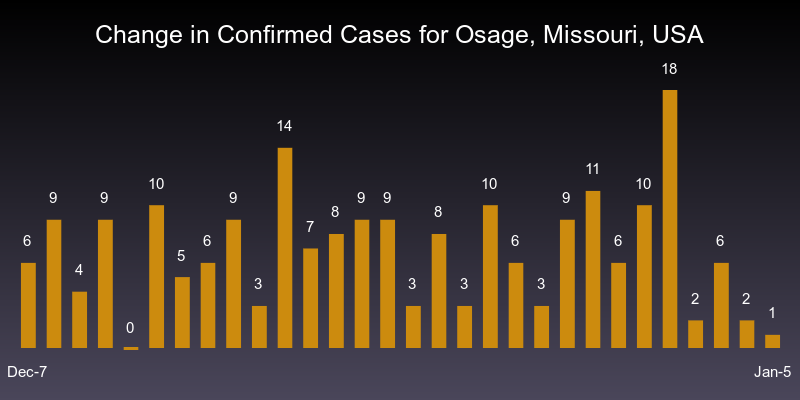 Change in Confirmed Cases for Osage, Missouri, USA
6 9 4 9 0 10 5 6 9 3 14 7 8 9 9 3 8 3 10 6 3 9 11 6 10 18 2 6 2 1
Dec-7 Jan-5